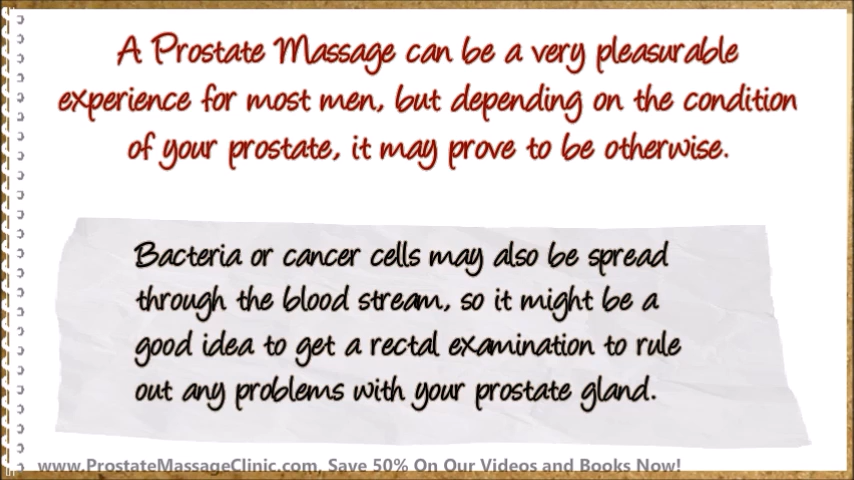 A Prostate Massage can be a very pleasurable
experience for most men, but depending on the condition
of your prostate, it may prove to be otherwise.
Bacteria or cancer cells may also be spread
through the blood stream, so it might be a
good idea to get a rectal examination to rule
out any problems with your prostate gland.
www.ProstateMassageClinic.com, Save 50% On Our Videos and Books Now!